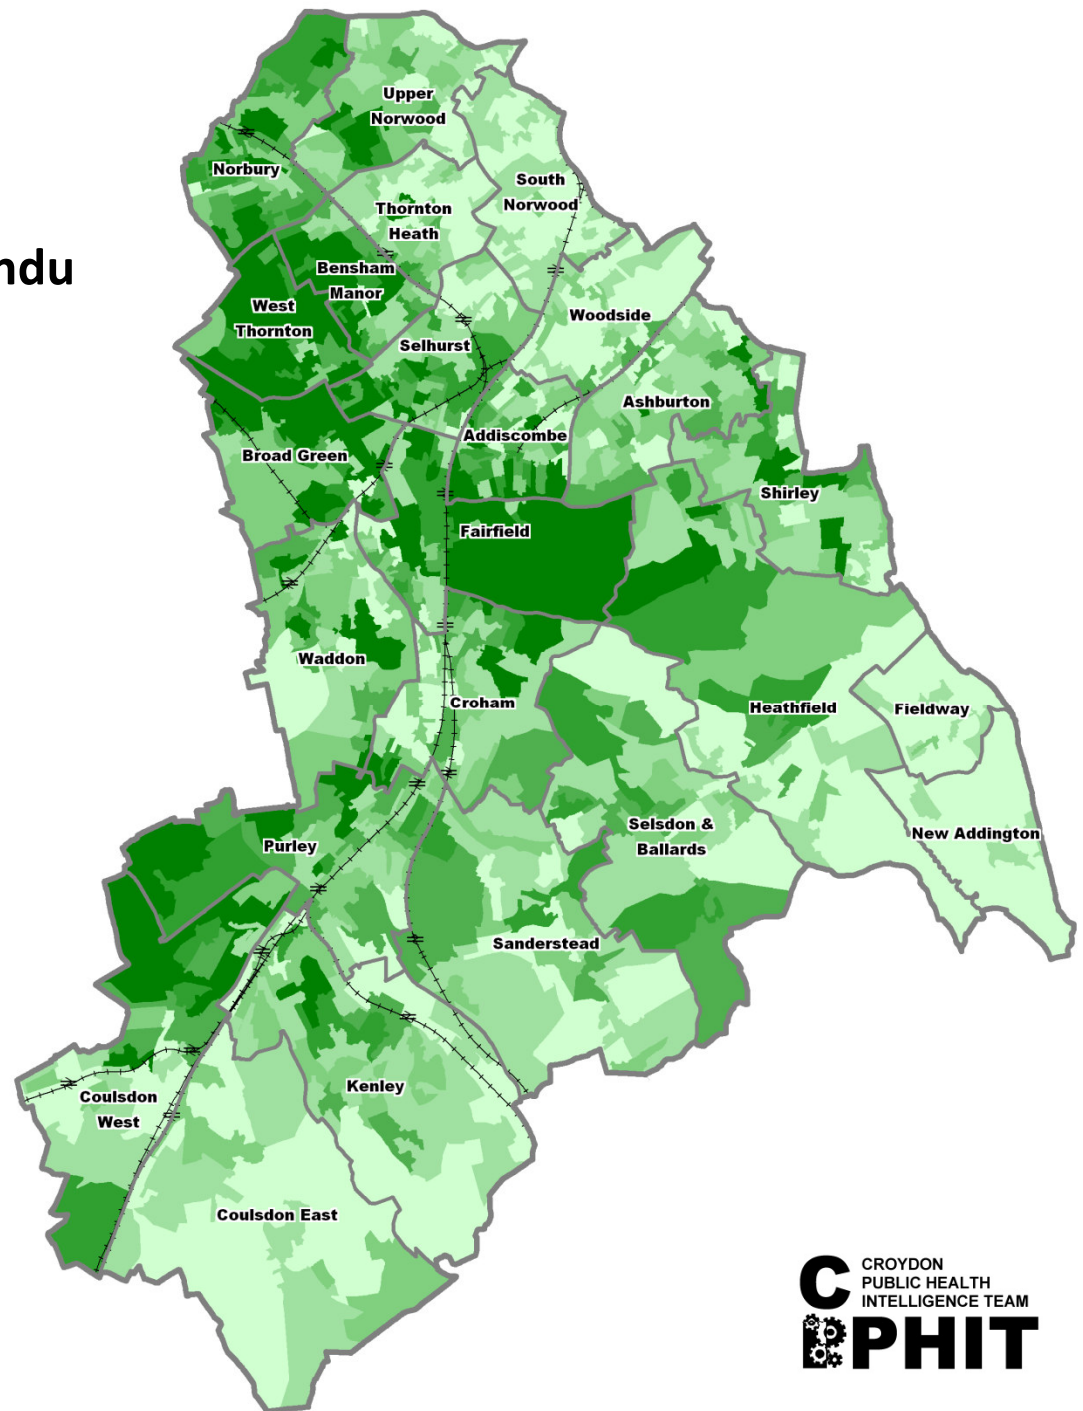 Upper
Norwood
Norbury
South
Norwood
Thornton
Heath
ndu
Bensham
Manor
West
Thornton
Woodside
Selhurst
Ashburton
Addiscombe
Broad Green
Shirley
Fairfield
Waddon
Croham
Heathfield
Fieldway
Selsdon &
Ballards
New Addington
Purley
Sanderstead
Kenley
Coulsdon
West
Coulsdon East
C CROYDON
PUBLIC HEALTH
INTELLIGENCE TEAM
PHIT